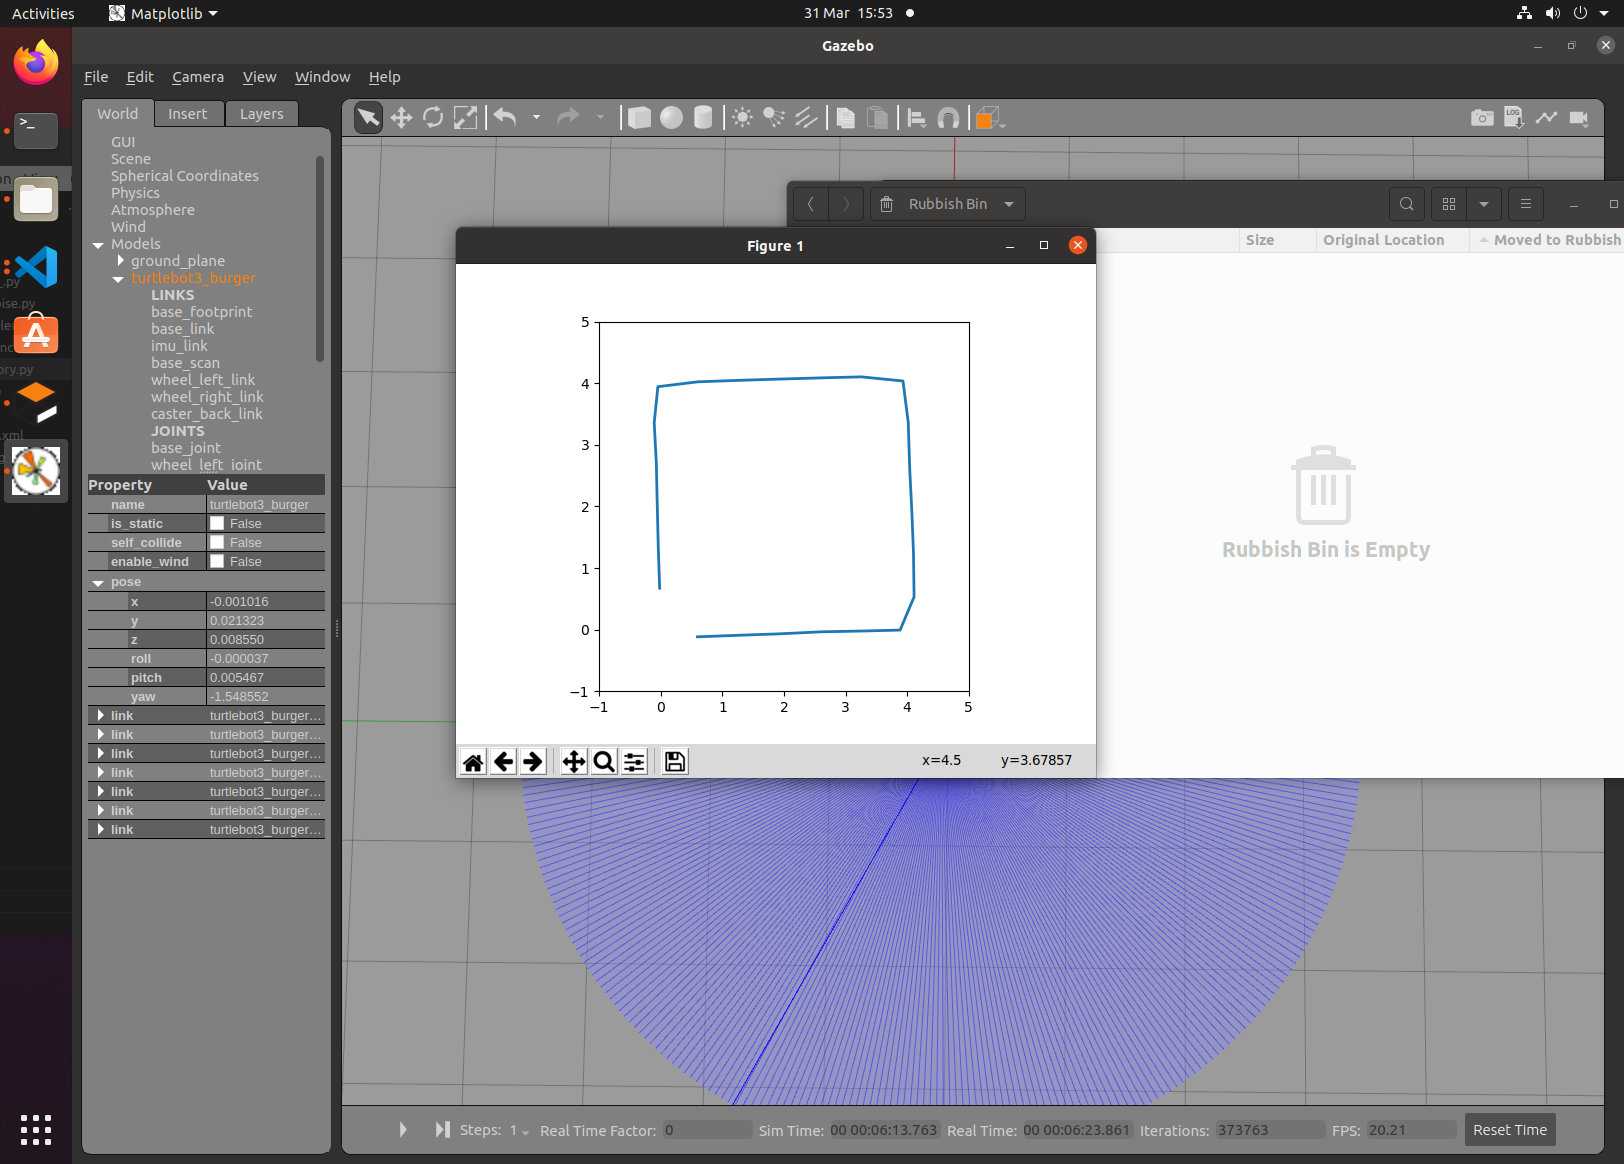 Activities
Matplotlib
31 Mar 15:53
Gazebo
File Edit Camera View Window Help
World Insert Layers
GUI
Scene
Spherical Coordinates
Physics
Atmosphere
Wind
Models
ground_plane
turtlebot3_burger
LINKS
base_footprint
base_link
imu_link
base_scan
wheel_left_link
wheel_right_link
caster_back_link
JOINTS
base_joint
wheel_left_joint
Property Value
name turtlebot3_burger
is_static False
self_collide False
enable_wind False
pose
x -0.001016
y 0.021323
z 0.008550
roll -0.000037
pitch 0.005467
yaw -1.548552
link turtlebot3_burger...
link turtlebot3_burger...
link turtlebot3_burger...
link turtlebot3_burger...
link turtlebot3_burger...
link turtlebot3_burger...
link turtlebot3_burger...
LOG
Rubbish Bin
Size Original Location Moved to Rubbish
Rubbish Bin is Empty
Figure 1
5
4
3
2
1
0
−1
−1 0 1 2 3 4 5
x=4.5 y=3.67857
.py
ise.py
ory.py
.xml
Steps: 1 Real Time Factor: 0 Sim Time: 00 00:06:13.763 Real Time: 00 00:06:23.861 Iterations: 373763 FPS: 20.21 Reset Time